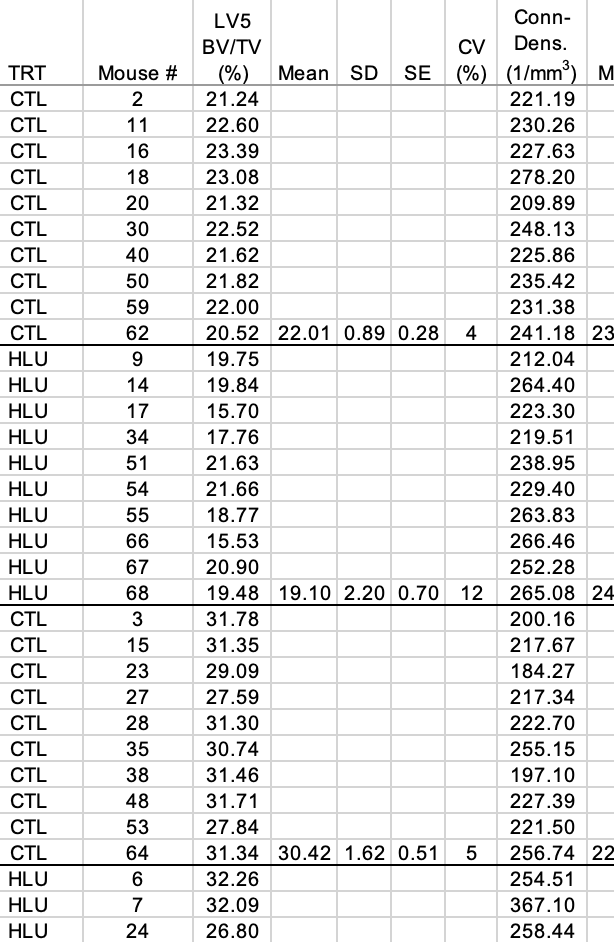 LV5 Conn-
BV/TV CV Dens.
TRT Mouse # (%) Mean SD SE (%) (1/mm³) M
CTL 2 21.24 221.19
CTL 11 22.60 230.26
CTL 16 23.39 227.63
CTL 18 23.08 278.20
CTL 20 21.32 209.89
CTL 30 22.52 248.13
CTL 40 21.62 225.86
CTL 50 21.82 235.42
CTL 59 22.00 231.38
CTL 62 20.52 22.01 0.89 0.28 4 241.18 23
HLU 9 19.75 212.04
HLU 14 19.84 264.40
HLU 17 15.70 223.30
HLU 34 17.76 219.51
HLU 51 21.63 238.95
HLU 54 21.66 229.40
HLU 55 18.77 263.83
HLU 66 15.53 266.46
HLU 67 20.90 252.28
HLU 68 19.48 19.10 2.20 0.70 12 265.08 24
CTL 3 31.78 200.16
CTL 15 31.35 217.67
CTL 23 29.09 184.27
CTL 27 27.59 217.34
CTL 28 31.30 222.70
CTL 35 30.74 255.15
CTL 38 31.46 197.10
CTL 48 31.71 227.39
CTL 53 27.84 221.50
CTL 64 31.34 30.42 1.62 0.51 5 256.74 22
HLU 6 32.26 254.51
HLU 7 32.09 367.10
HLU 24 26.80 258.44